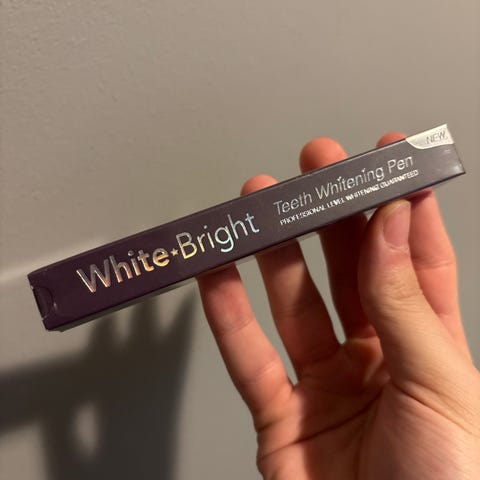 White★Bright
Teeth Whitening Pen
PROFESSIONAL LEVEL WHITENING GUARANTEED
NEW